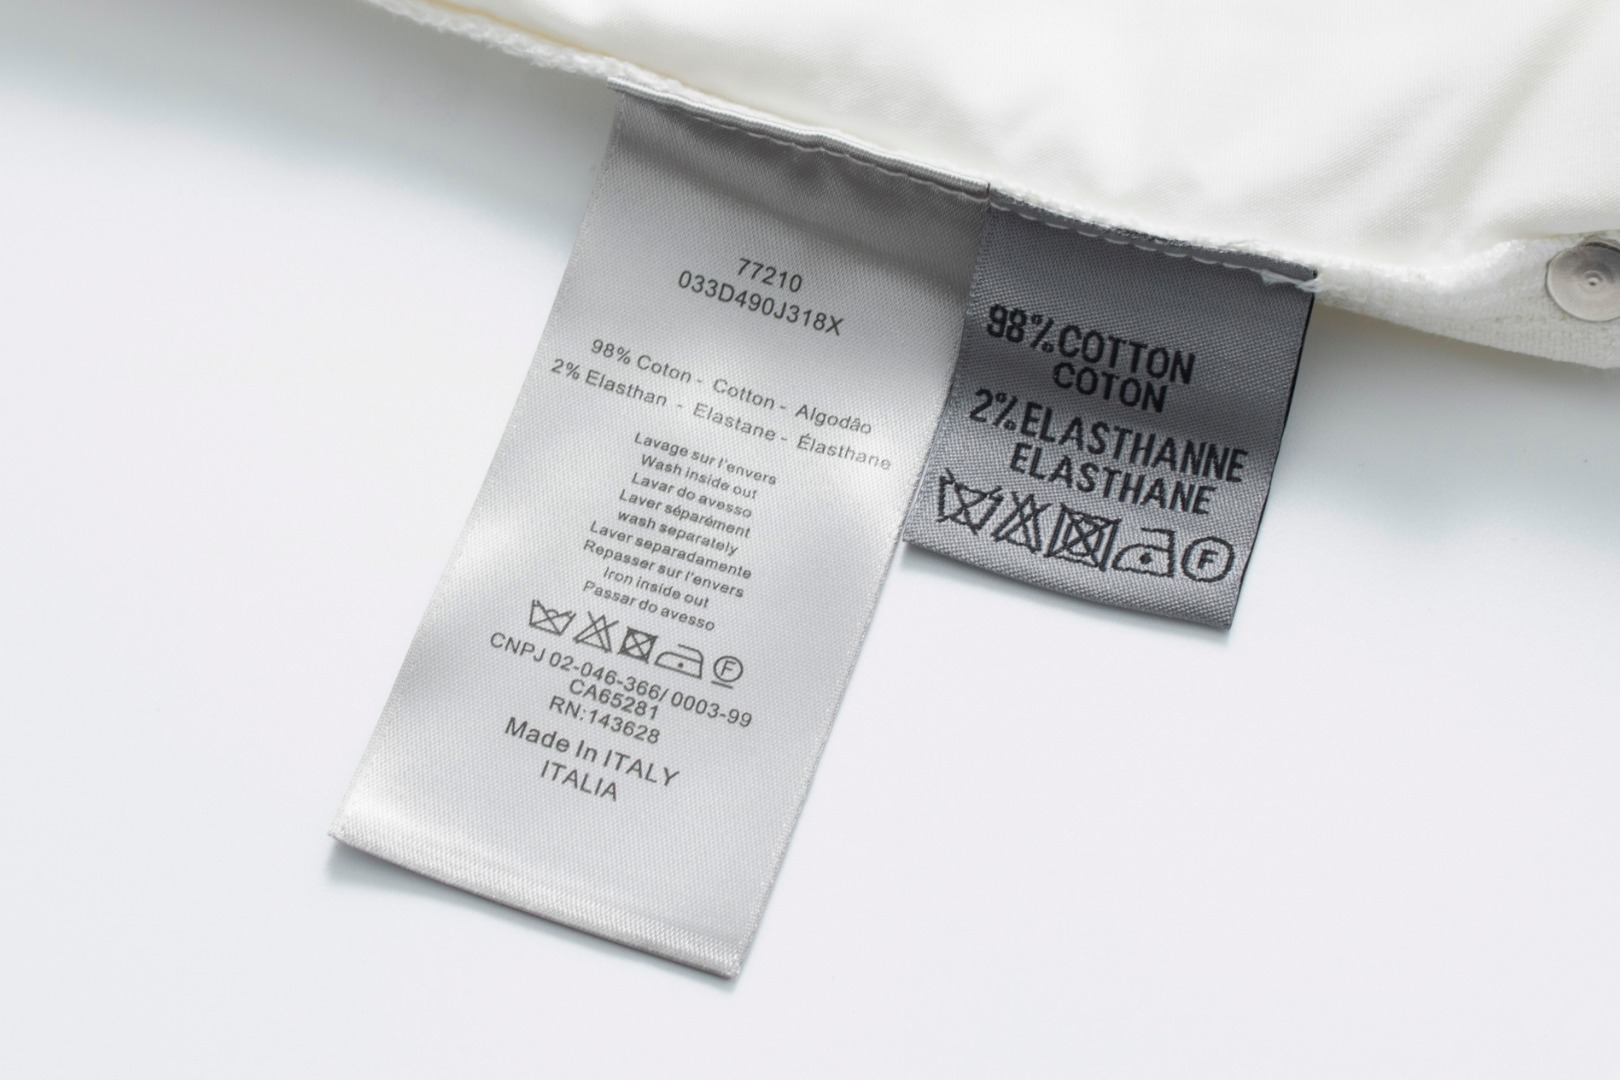 77210
033D490J318X
98% Coton - Cotton - Algodâo
2% Elasthan - Elastane - Élasthane
Lavage sur l'envers
Wash inside out
Lavar do avesso
Laver séparément
wash separately
Laver separadamente
Repasser sur l'envers
Iron inside out
Passar do avesso
F
CNPJ 02-046-366/ 0003-99
CA65281
RN:143628
Made In ITALY
ITALIA
98% COTTON
COTON
2% ELASTHANNE
ELASTHANE
F